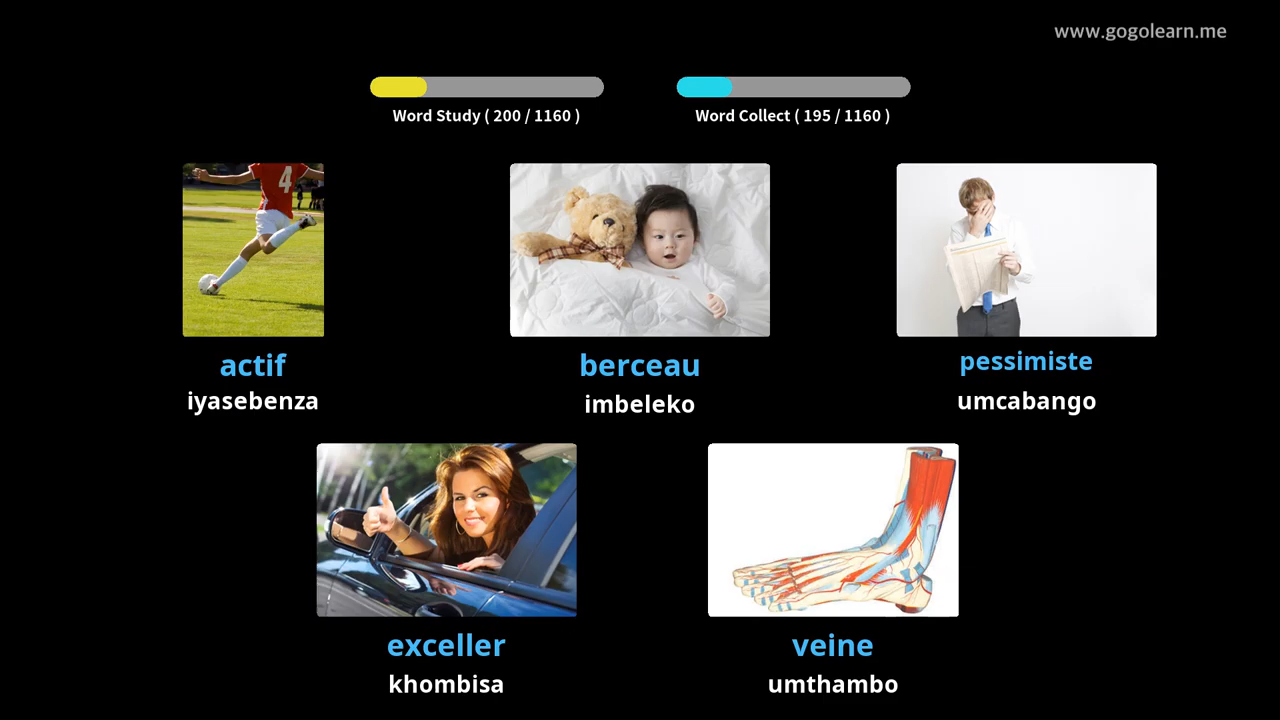 www.gogolearn.me
Word Study ( 200 / 1160 )
Word Collect ( 195 / 1160 )
4
actif
iyasebenza
berceau
imbeleko
pessimiste
umcabango
exceller
khombisa
veine
umthambo